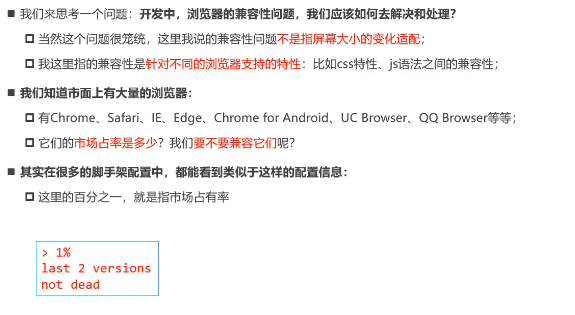 我们来思考一个问题：开发中，浏览器的兼容性问题，我们应该如何去解决和处理？
当然这个问题很笼统，这里我说的兼容性问题不是指屏幕大小的变化适配；
我这里指的兼容性是针对不同的浏览器支持的特性：比如css特性、js语法之间的兼容性；
我们知道市面上有大量的浏览器：
有Chrome、Safari、IE、Edge、Chrome for Android、UC Browser、QQ Browser等等；
它们的市场占率是多少？我们要不要兼容它们呢？
其实在很多的脚手架配置中，都能看到类似于这样的配置信息：
这里的百分之一，就是指市场占有率
> 1%
last 2 versions
not dead